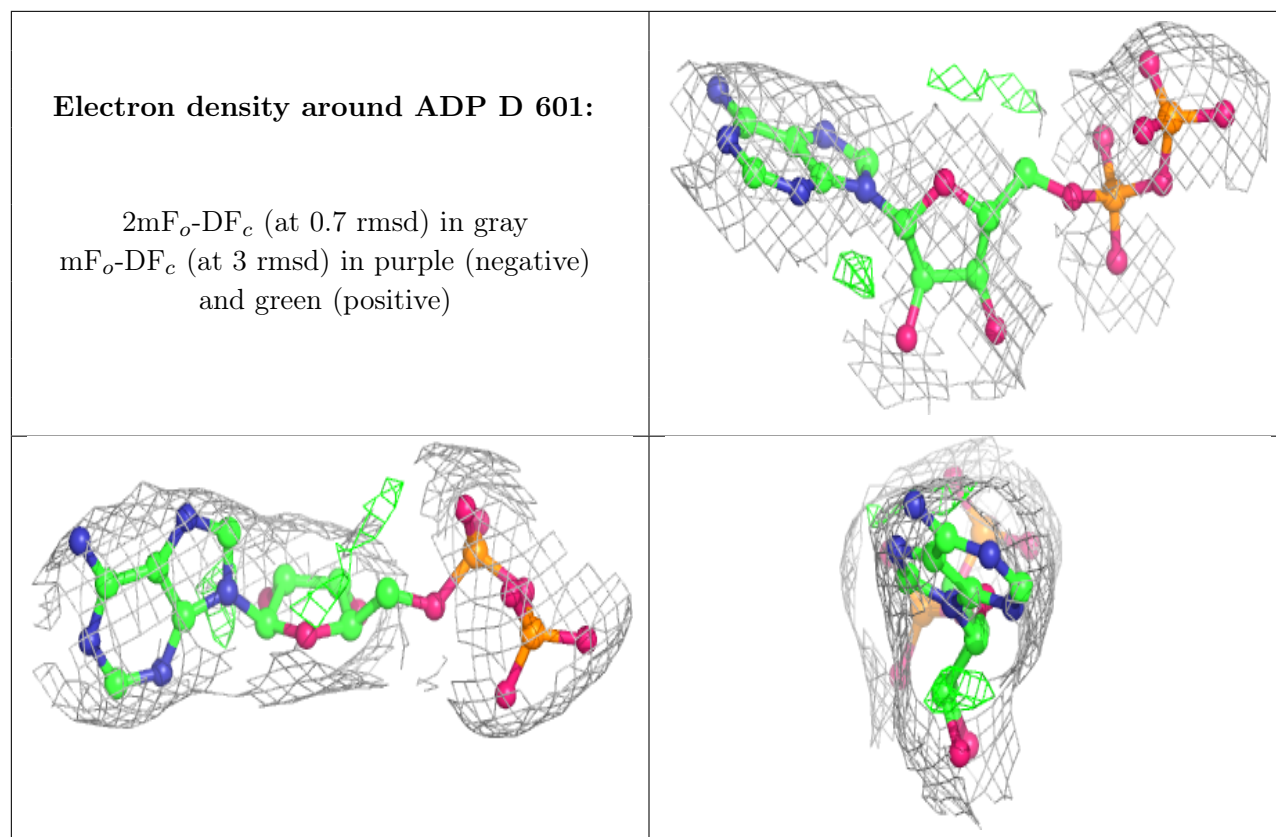 Electron density around ADP D 601:
2mFₒ-DF𝒸 (at 0.7 rmsd) in gray
mFₒ-DF𝒸 (at 3 rmsd) in purple (negative)
and green (positive)